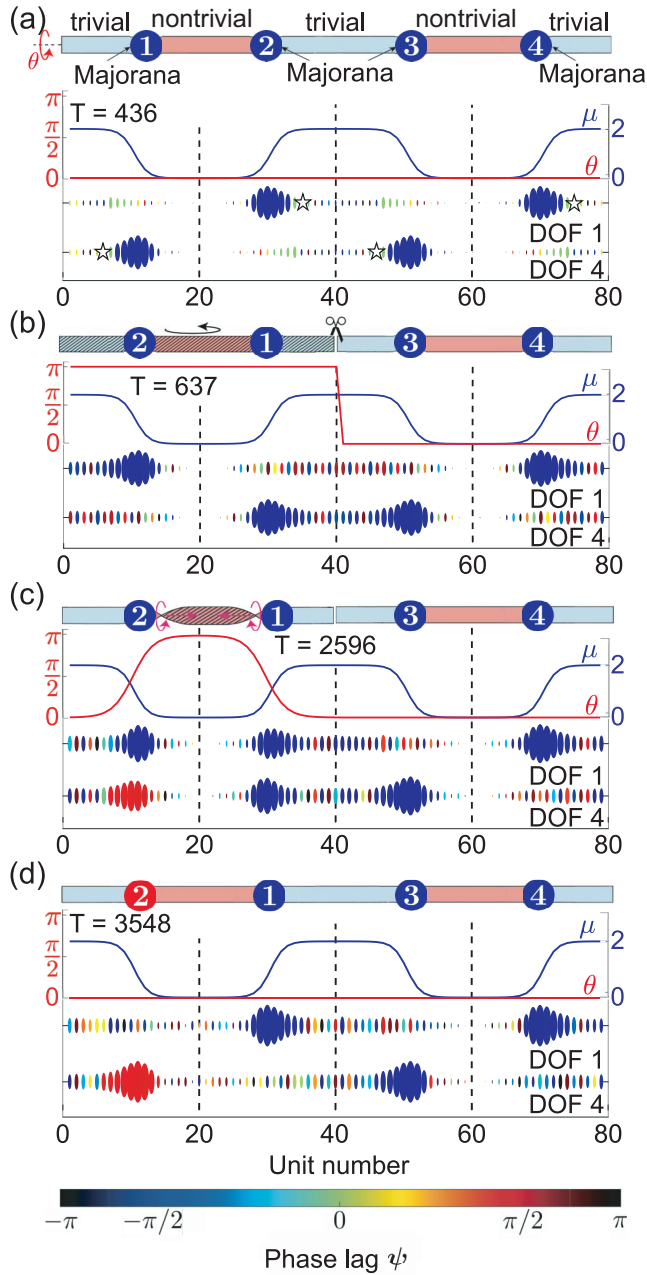 (a) trivial nontrivial trivial nontrivial trivial
θ 1 2 3 4
Majorana Majorana Majorana
π T = 436 μ
π/2 2
0 θ 0
DOF 1
DOF 4
0 20 40 60 80
(b) 2 1 3 4
π T = 637 μ
π/2 2
0 θ 0
DOF 1
DOF 4
0 20 40 60 80
(c) 2 1 3 4
π T = 2596 μ
π/2 2
0 θ 0
DOF 1
DOF 4
0 20 40 60 80
(d) 2 1 3 4
π T = 3548 μ
π/2 2
0 θ 0
DOF 1
DOF 4
0 20 40 60 80
Unit number
−π −π/2 0 π/2 π
Phase lag ψ